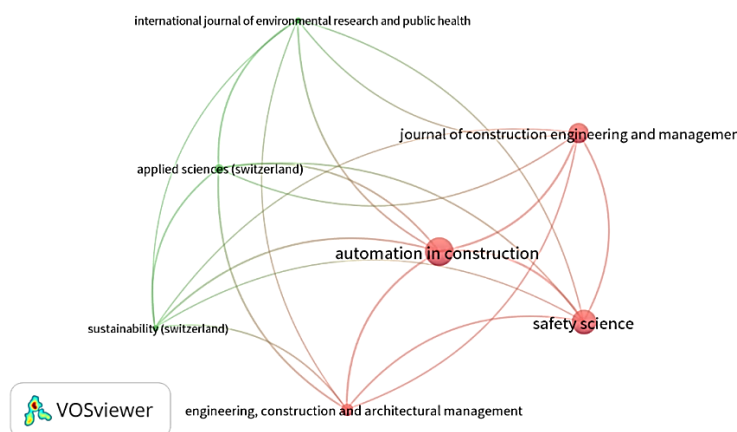 international journal of environmental research and public health
journal of construction engineering and managemen
applied sciences (switzerland)
automation in construction
safety science
sustainability (switzerland)
engineering, construction and architectural management
VOSviewer